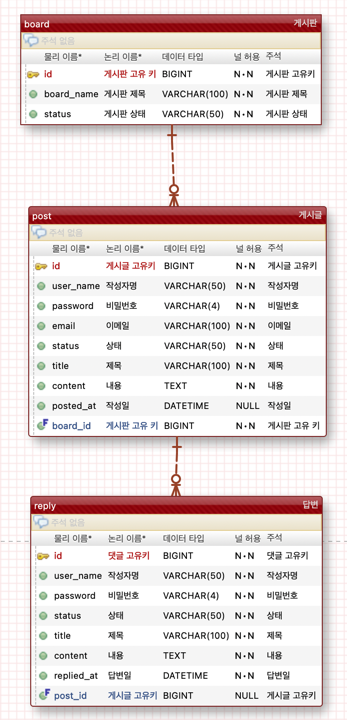 board 게시판
주석 없음
물리 이름* 논리 이름* 데이터 타입 널 허용 주석
id 게시판 고유 키 BIGINT N•N 게시판 고유키
board_name 게시판 제목 VARCHAR(100) N•N 게시판 제목
status 게시판 상태 VARCHAR(50) N•N 게시판 상태
post 게시글
주석 없음
물리 이름* 논리 이름* 데이터 타입 널 허용 주석
id 게시글 고유키 BIGINT N•N 게시글 고유키
user_name 작성자명 VARCHAR(50) N•N 작성자명
password 비밀번호 VARCHAR(4) N•N 비밀번호
email 이메일 VARCHAR(100) N•N 이메일
status 상태 VARCHAR(50) N•N 상태
title 제목 VARCHAR(100) N•N 제목
content 내용 TEXT N•N 내용
posted_at 작성일 DATETIME NULL 작성일
F board_id 게시판 고유 키 BIGINT N•N 게시판 고유 키
reply 답변
주석 없음
물리 이름* 논리 이름* 데이터 타입 널 허용 주석
id 댓글 고유키 BIGINT N•N 댓글 고유키
user_name 작성자명 VARCHAR(50) N•N 작성자명
password 비밀번호 VARCHAR(4) N•N 비밀번호
status 상태 VARCHAR(50) N•N 상태
title 제목 VARCHAR(100) N•N 제목
content 내용 TEXT N•N 내용
replied_at 답변일 DATETIME N•N 답변일
F post_id 게시글 고유키 BIGINT NULL 게시글 고유키